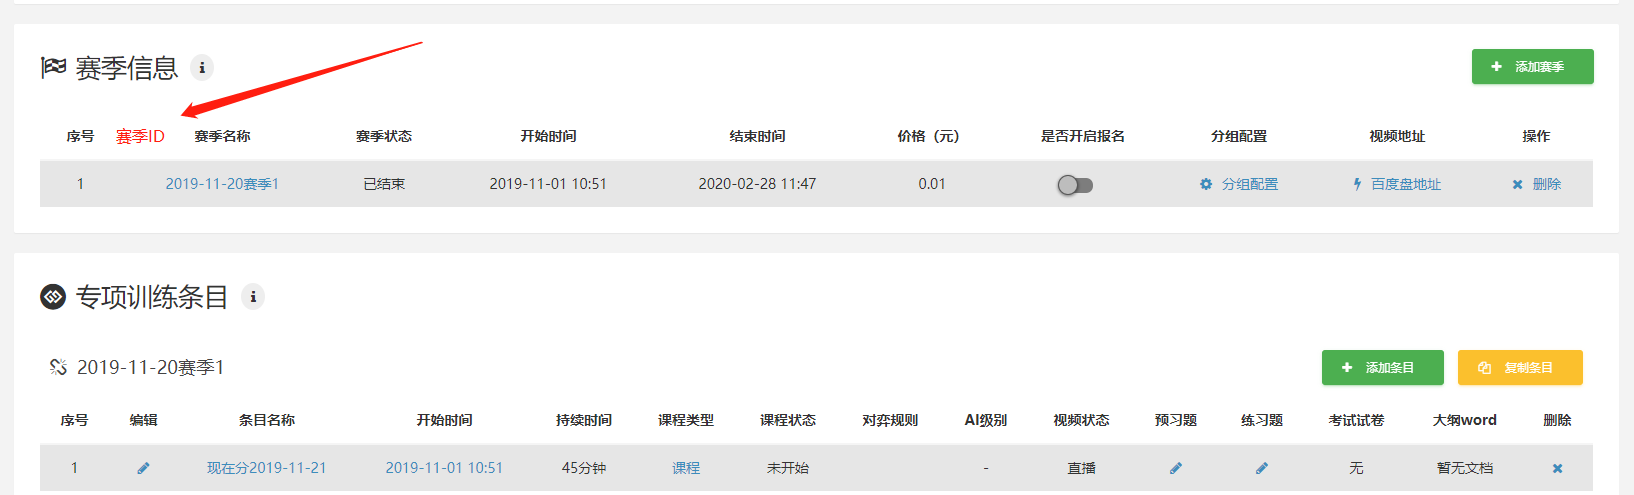 赛季信息 i
添加赛季
序号 赛季ID 赛季名称 赛季状态 开始时间 结束时间 价格（元） 是否开启报名 分组配置 视频地址 操作
1 2019-11-20赛季1 已结束 2019-11-01 10:51 2020-02-28 11:47 0.01 分组配置 百度盘地址 删除
专项训练条目 i
2019-11-20赛季1 添加条目 复制条目
序号 编辑 条目名称 开始时间 持续时间 课程类型 课程状态 对弈规则 AI级别 视频状态 预习题 练习题 考试试卷 大纲word 删除
1 现在分2019-11-21 2019-11-01 10:51 45分钟 课程 未开始 - 直播 无 暂无文档